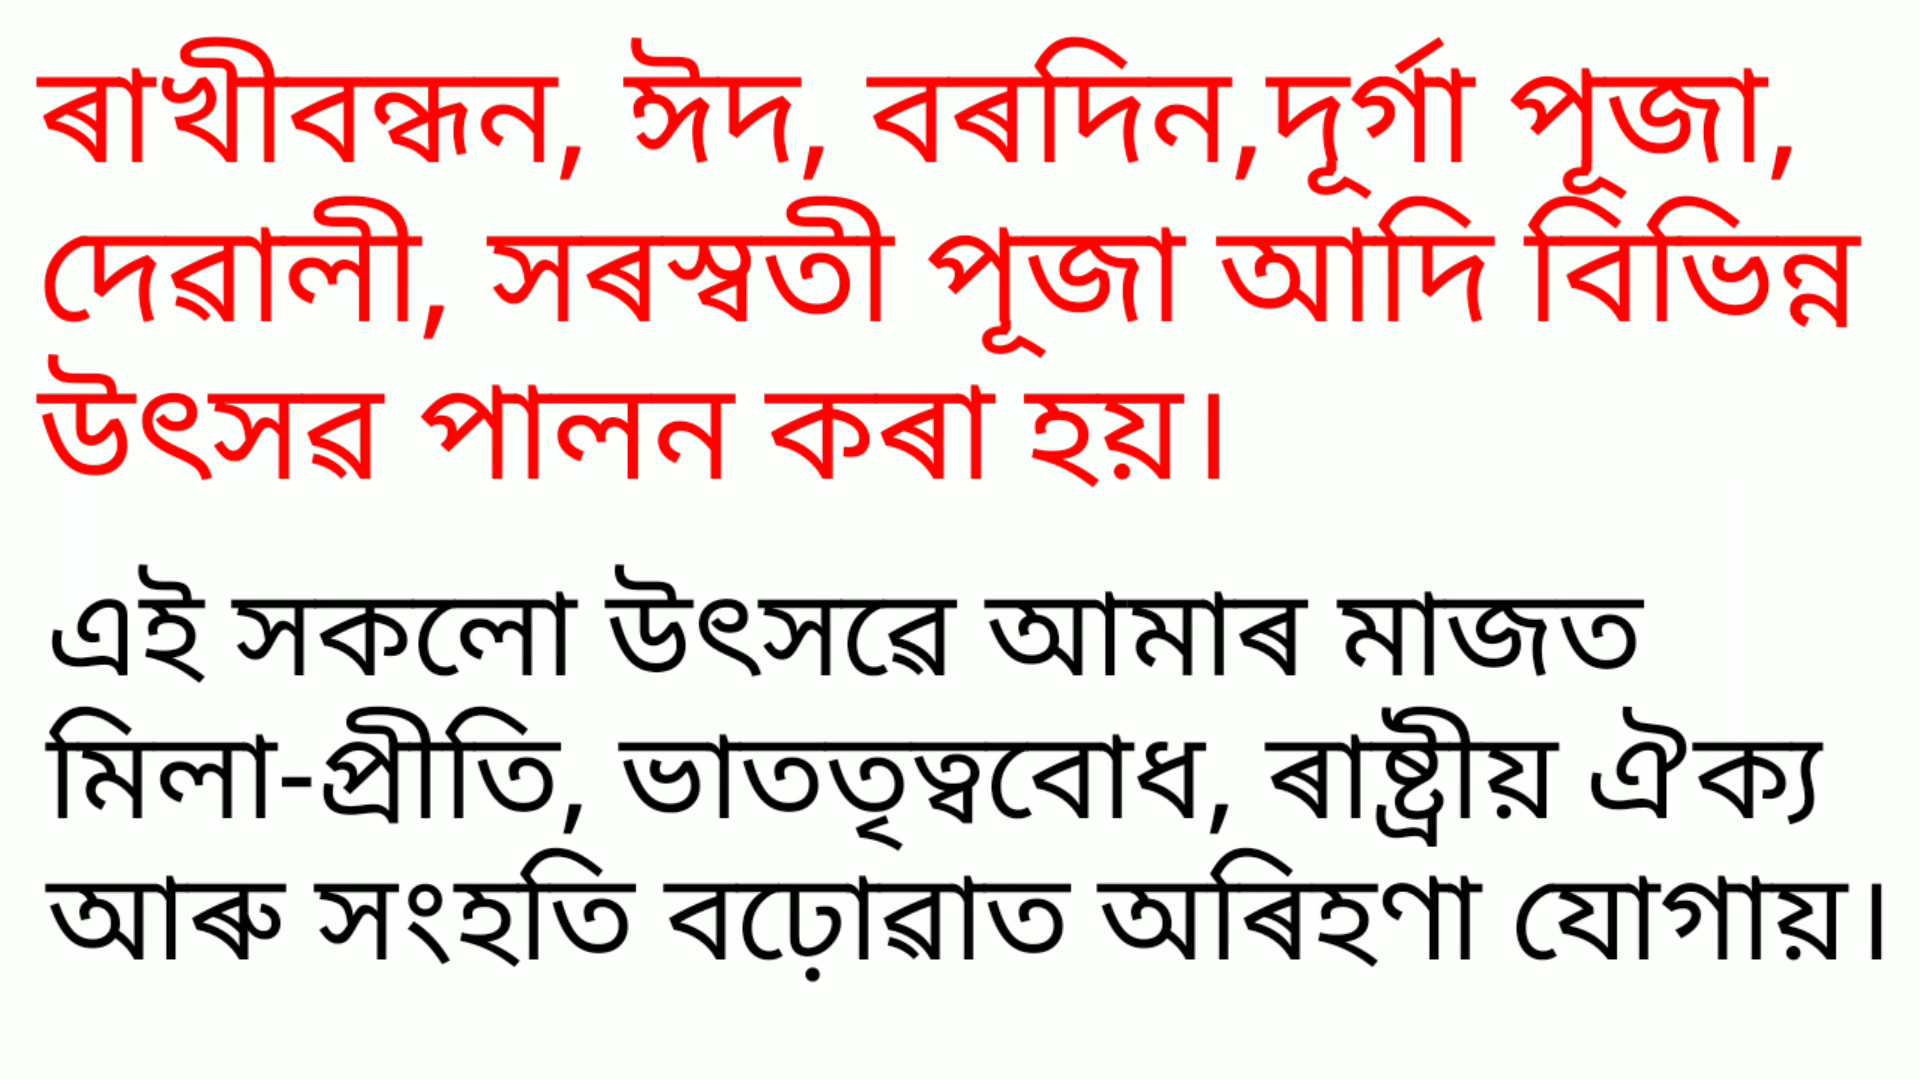 ৰাখীবন্ধন, ঈদ, বৰদিন,দূৰ্গা পূজা,
দেৱালী, সৰস্বতী পূজা আদি বিভিন্ন
উৎসৱ পালন কৰা হয়।
এই সকলো উৎসৱে আমাৰ মাজত
মিলা-প্ৰীতি, ভাততৃত্ববোধ, ৰাষ্ট্ৰীয় ঐক্য
আৰু সংহতি বঢ়োৱাত অৰিহণা যোগায়।